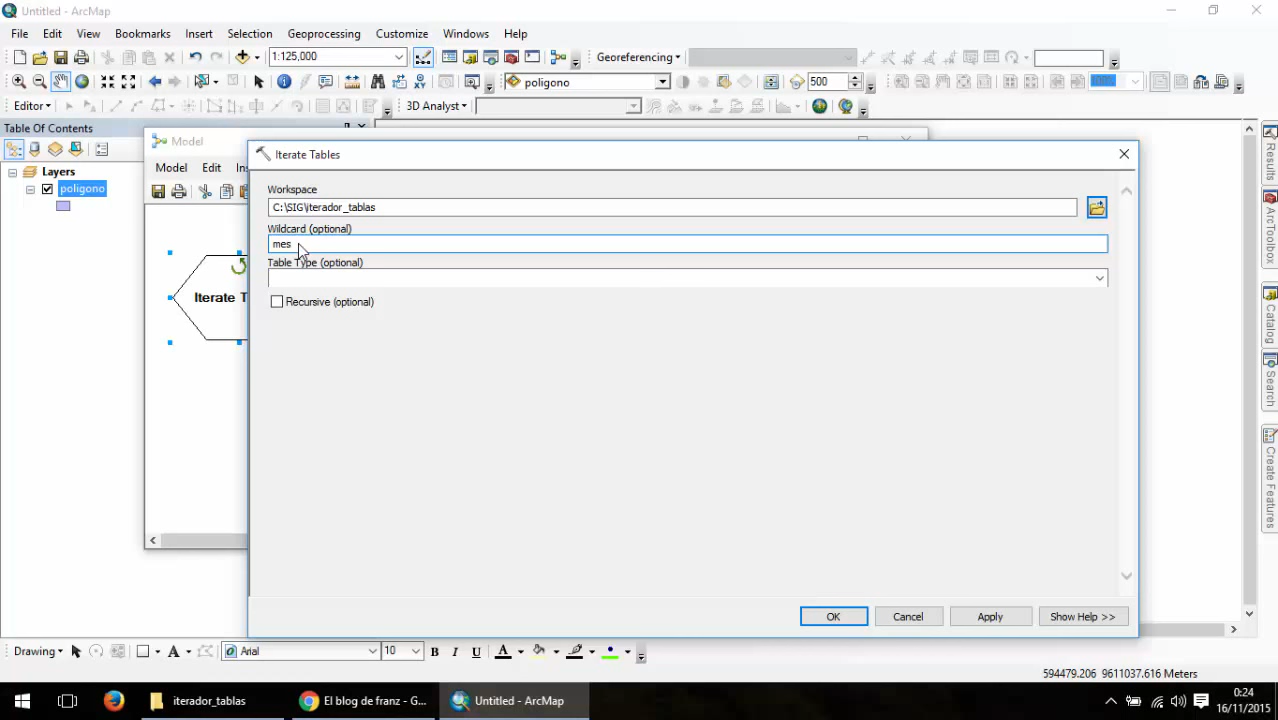 Untitled - ArcMap
File Edit View Bookmarks Insert Selection Geoprocessing Customize Windows Help
1:125,000 Georeferencing
poligono 500 100%
Editor 3D Analyst
Table Of Contents
Layers
poligono
Model
Model Edit In
Iterate T
Iterate Tables
Workspace
C:\SIG\iterador_tablas
Wildcard (optional)
mes
Table Type (optional)
Recursive (optional)
OK Cancel Apply Show Help >>
Results
ArcToolbox
Catalog
Search
Create Features
Drawing A Arial 10 B I U A
594479.206 9611037.616 Meters
iterador_tablas El blog de franz - G... Untitled - ArcMap
0:24
16/11/2015